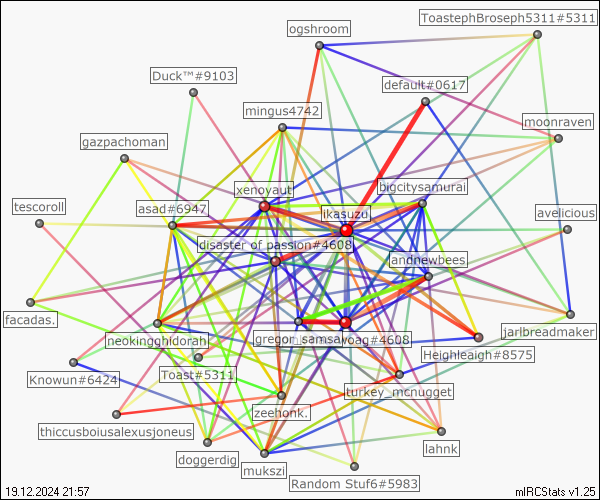 ToastephBroseph5311#5311
ogshroom
Duck™#9103
default#0617
mingus4742
moonraven
gazpachoman
xenoyaut
bigcitysamurai
tescoroll
asad#6947
ikasuzu
avelicious
disaster_of_passion#4608
andnewbees
facadas.
neokingghidorah
gregor_samsa
voag#4608
jarlbreadmaker
Heighleaigh#8575
Knowun#6424
Toast#5311
turkey_mcnugget
zeehonk.
thiccusboiusalexusjoneus
doggerdig
lahnk
mukszi
Random Stuf6#5983
19.12.2024 21:57
mIRCStats v1.25